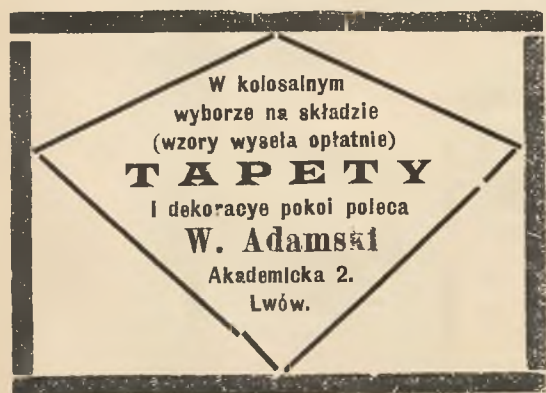 W kolosalnym
wyborze na składzie
(wzory wyseła opłatnie)
TAPETY
i dekoracye pokoi poleca
W. Adamski
Akademicka 2.
Lwów.